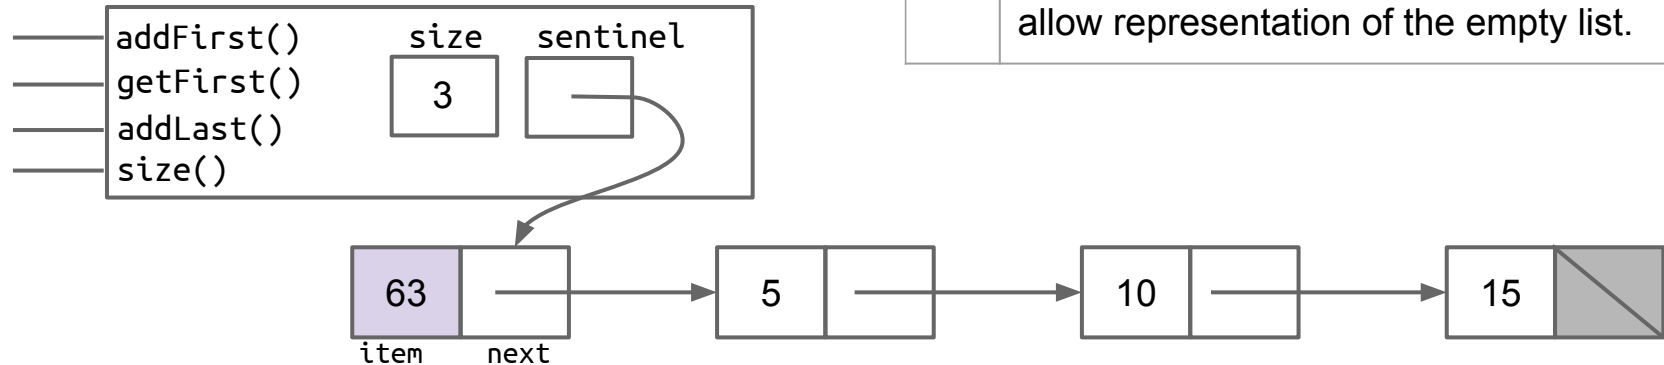 allow representation of the empty list.
addFirst()
getFirst()
addLast()
size()
size
sentinel
3
63
5
10
15
item
next